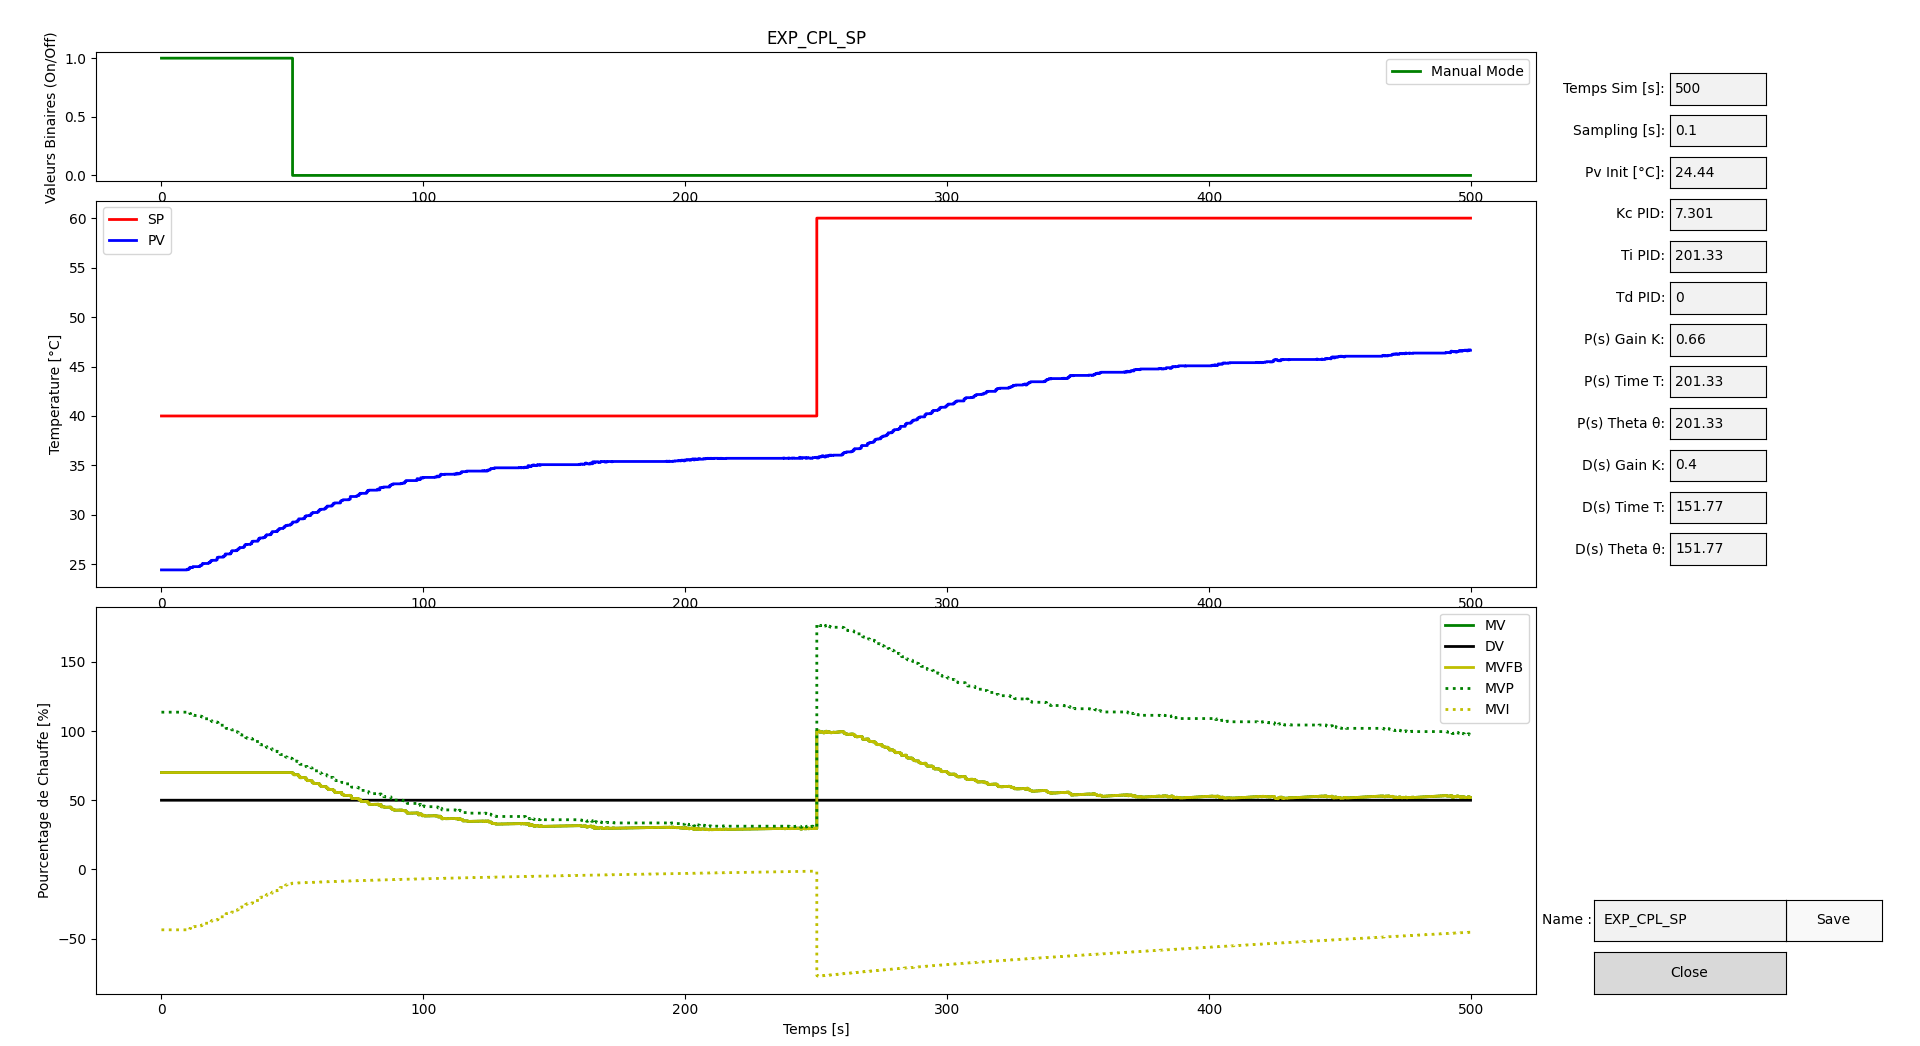 EXP_CPL_SP
Valeurs Binaires (On/Off)
1.0
0.5
0.0
Manual Mode
0 100 200 300 400 500
Temperature [°C]
60
55
50
45
40
35
30
25
SP
PV
0 100 200 300 400 500
Pourcentage de Chauffe [%]
150
100
50
0
−50
MV
DV
MVFB
MVP
MVI
0 100 200 300 400 500
Temps [s]
Temps Sim [s]: 500
Sampling [s]: 0.1
Pv Init [°C]: 24.44
Kc PID: 7.301
Ti PID: 201.33
Td PID: 0
P(s) Gain K: 0.66
P(s) Time T: 201.33
P(s) Theta θ: 201.33
D(s) Gain K: 0.4
D(s) Time T: 151.77
D(s) Theta θ: 151.77
Name : EXP_CPL_SP Save
Close